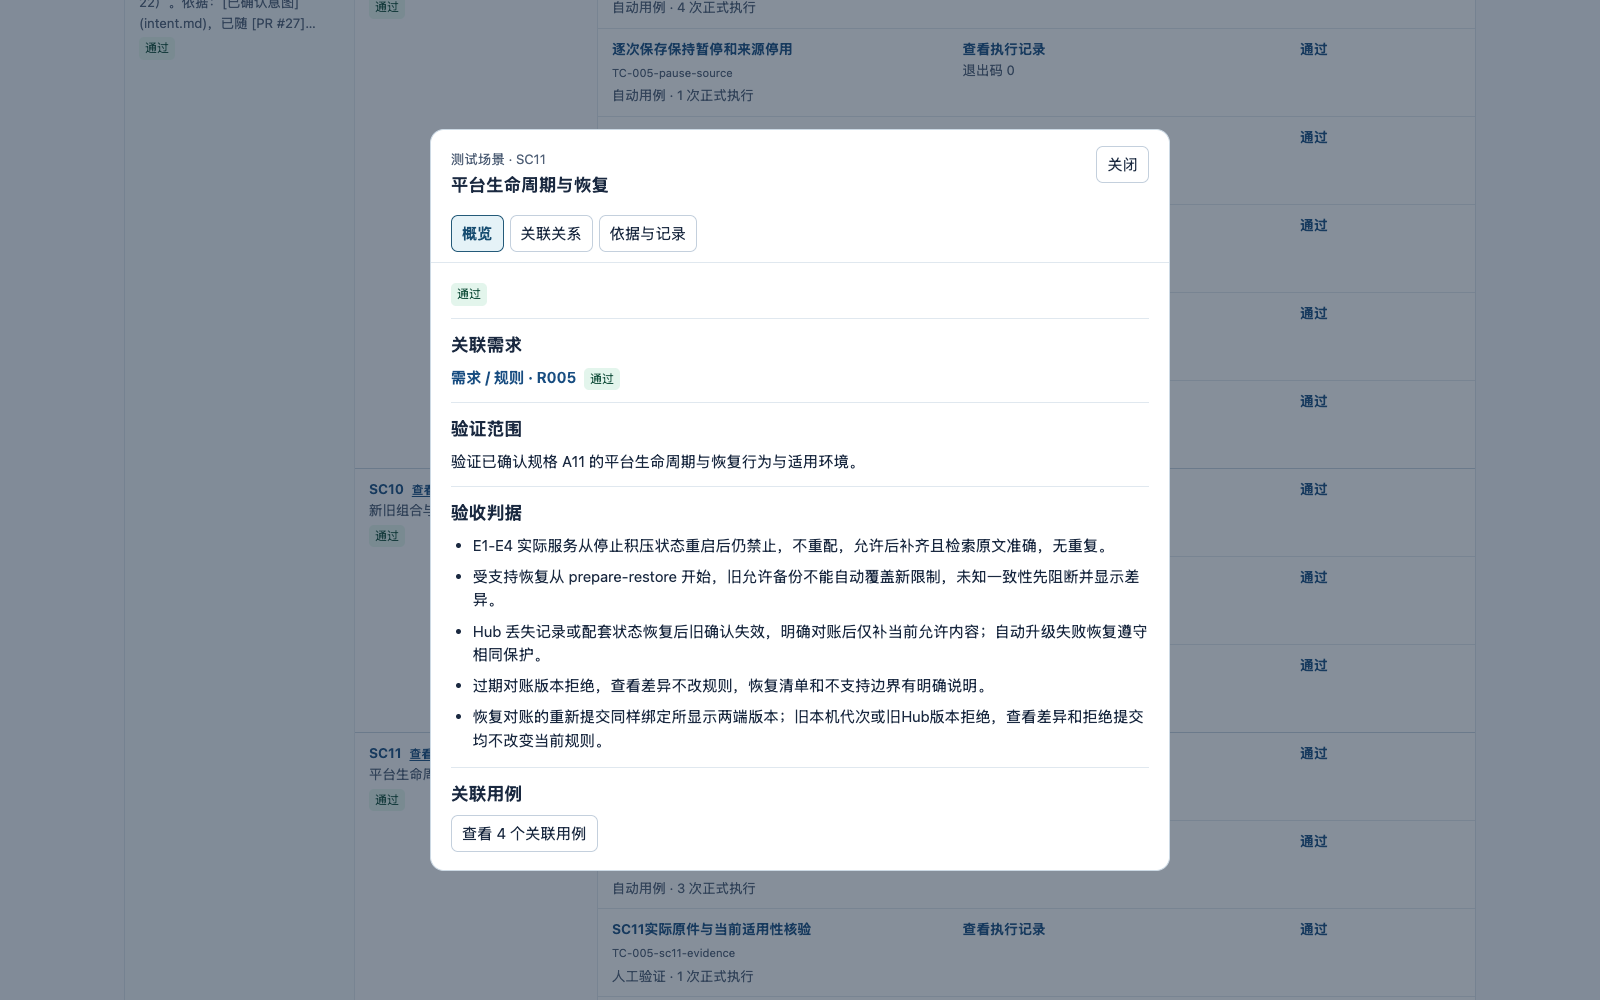 22）。依据：[已确认意图]
(intent.md)，已随 [PR #27]...
通过
通过
自动用例 · 4 次正式执行
逐次保存保持暂停和来源停用
TC-005-pause-source
自动用例 · 1 次正式执行
查看执行记录
退出码 0
通过
通过
通过
通过
通过
SC10 查看
新旧组合与
通过
通过
通过
通过
SC11 查看
平台生命周
通过
通过
通过
自动用例 · 3 次正式执行
SC11实际原件与当前适用性核验
TC-005-sc11-evidence
人工验证 · 1 次正式执行
查看执行记录
通过
测试场景 · SC11
平台生命周期与恢复
关闭
概览
关联关系
依据与记录
通过
关联需求
需求 / 规则 · R005 通过
验证范围
验证已确认规格 A11 的平台生命周期与恢复行为与适用环境。
验收判据
• E1-E4 实际服务从停止积压状态重启后仍禁止，不重配，允许后补齐且检索原文准确，无重复。
• 受支持恢复从 prepare-restore 开始，旧允许备份不能自动覆盖新限制，未知一致性先阻断并显示差
异。
• Hub 丢失记录或配套状态恢复后旧确认失效，明确对账后仅补当前允许内容；自动升级失败恢复遵守
相同保护。
• 过期对账版本拒绝，查看差异不改规则，恢复清单和不支持边界有明确说明。
• 恢复对账的重新提交同样绑定所显示两端版本；旧本机代次或旧Hub版本拒绝，查看差异和拒绝提交
均不改变当前规则。
关联用例
查看 4 个关联用例